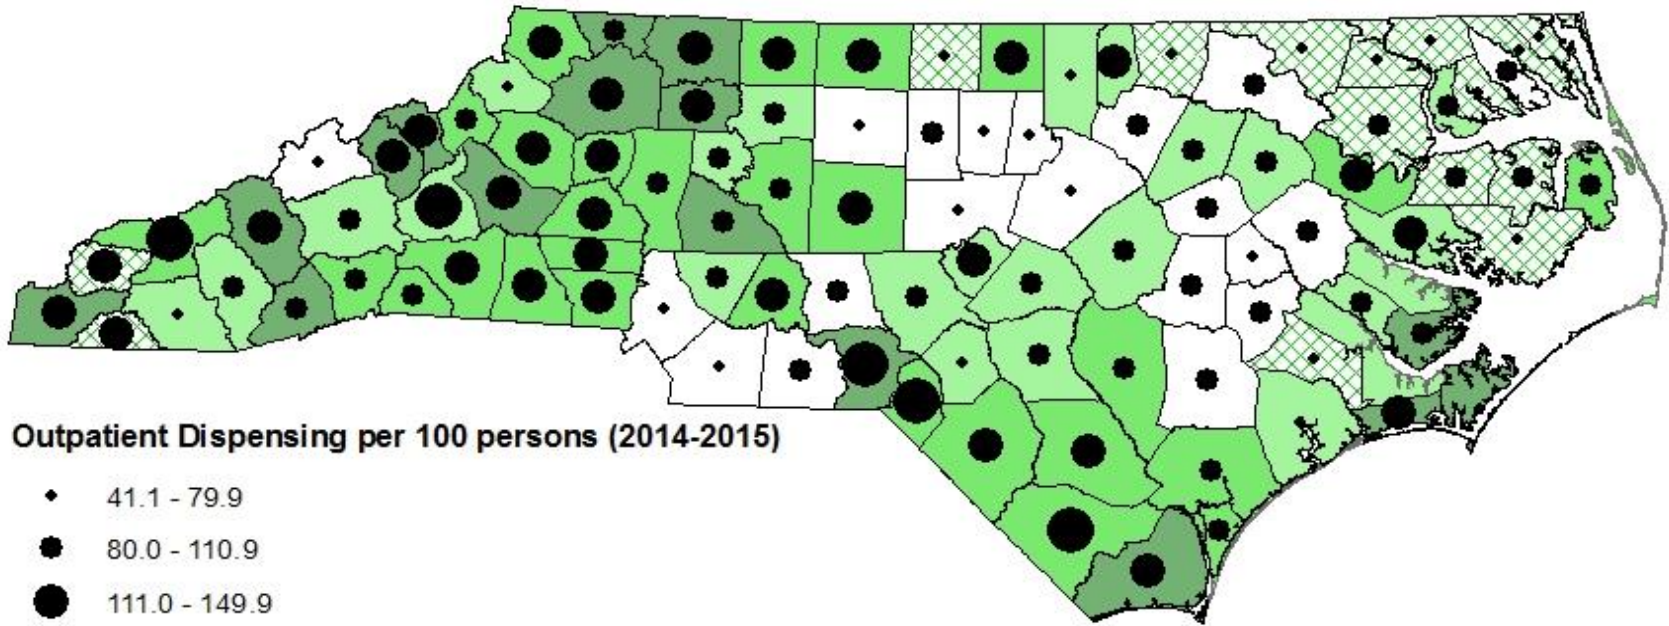 Outpatient Dispensing per 100 persons (2014-2015)
41.1 - 79.9
80.0 - 110.9
111.0 - 149.9